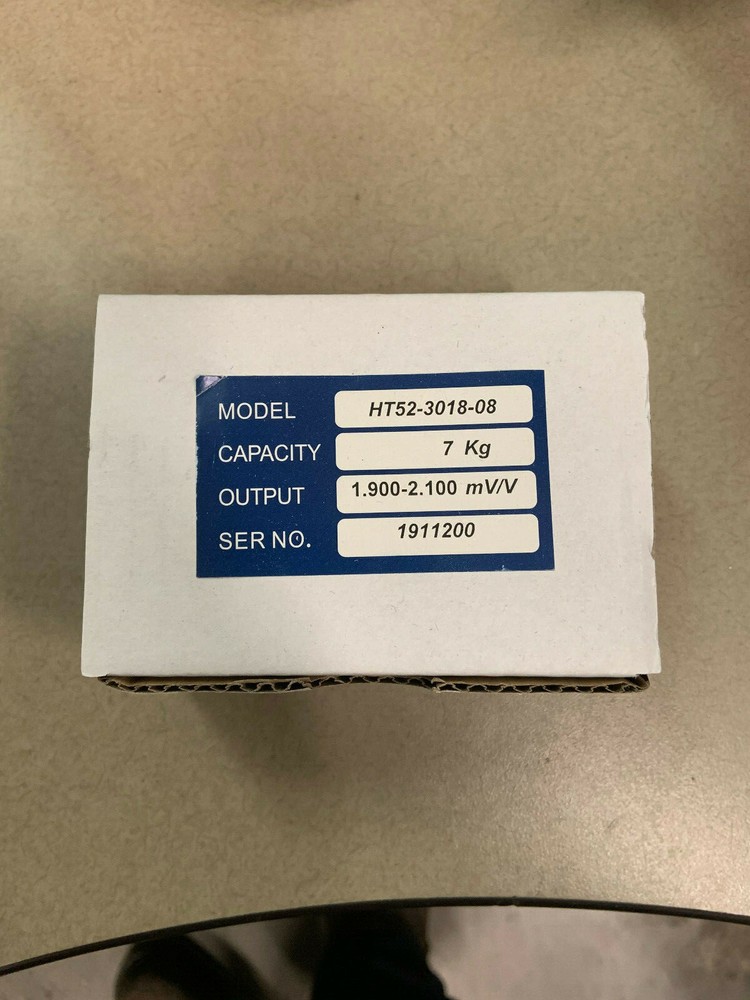 MODEL HT52-3018-08
CAPACITY 7 Kg
OUTPUT 1.900-2.100 mV/V
SER NO. 1911200